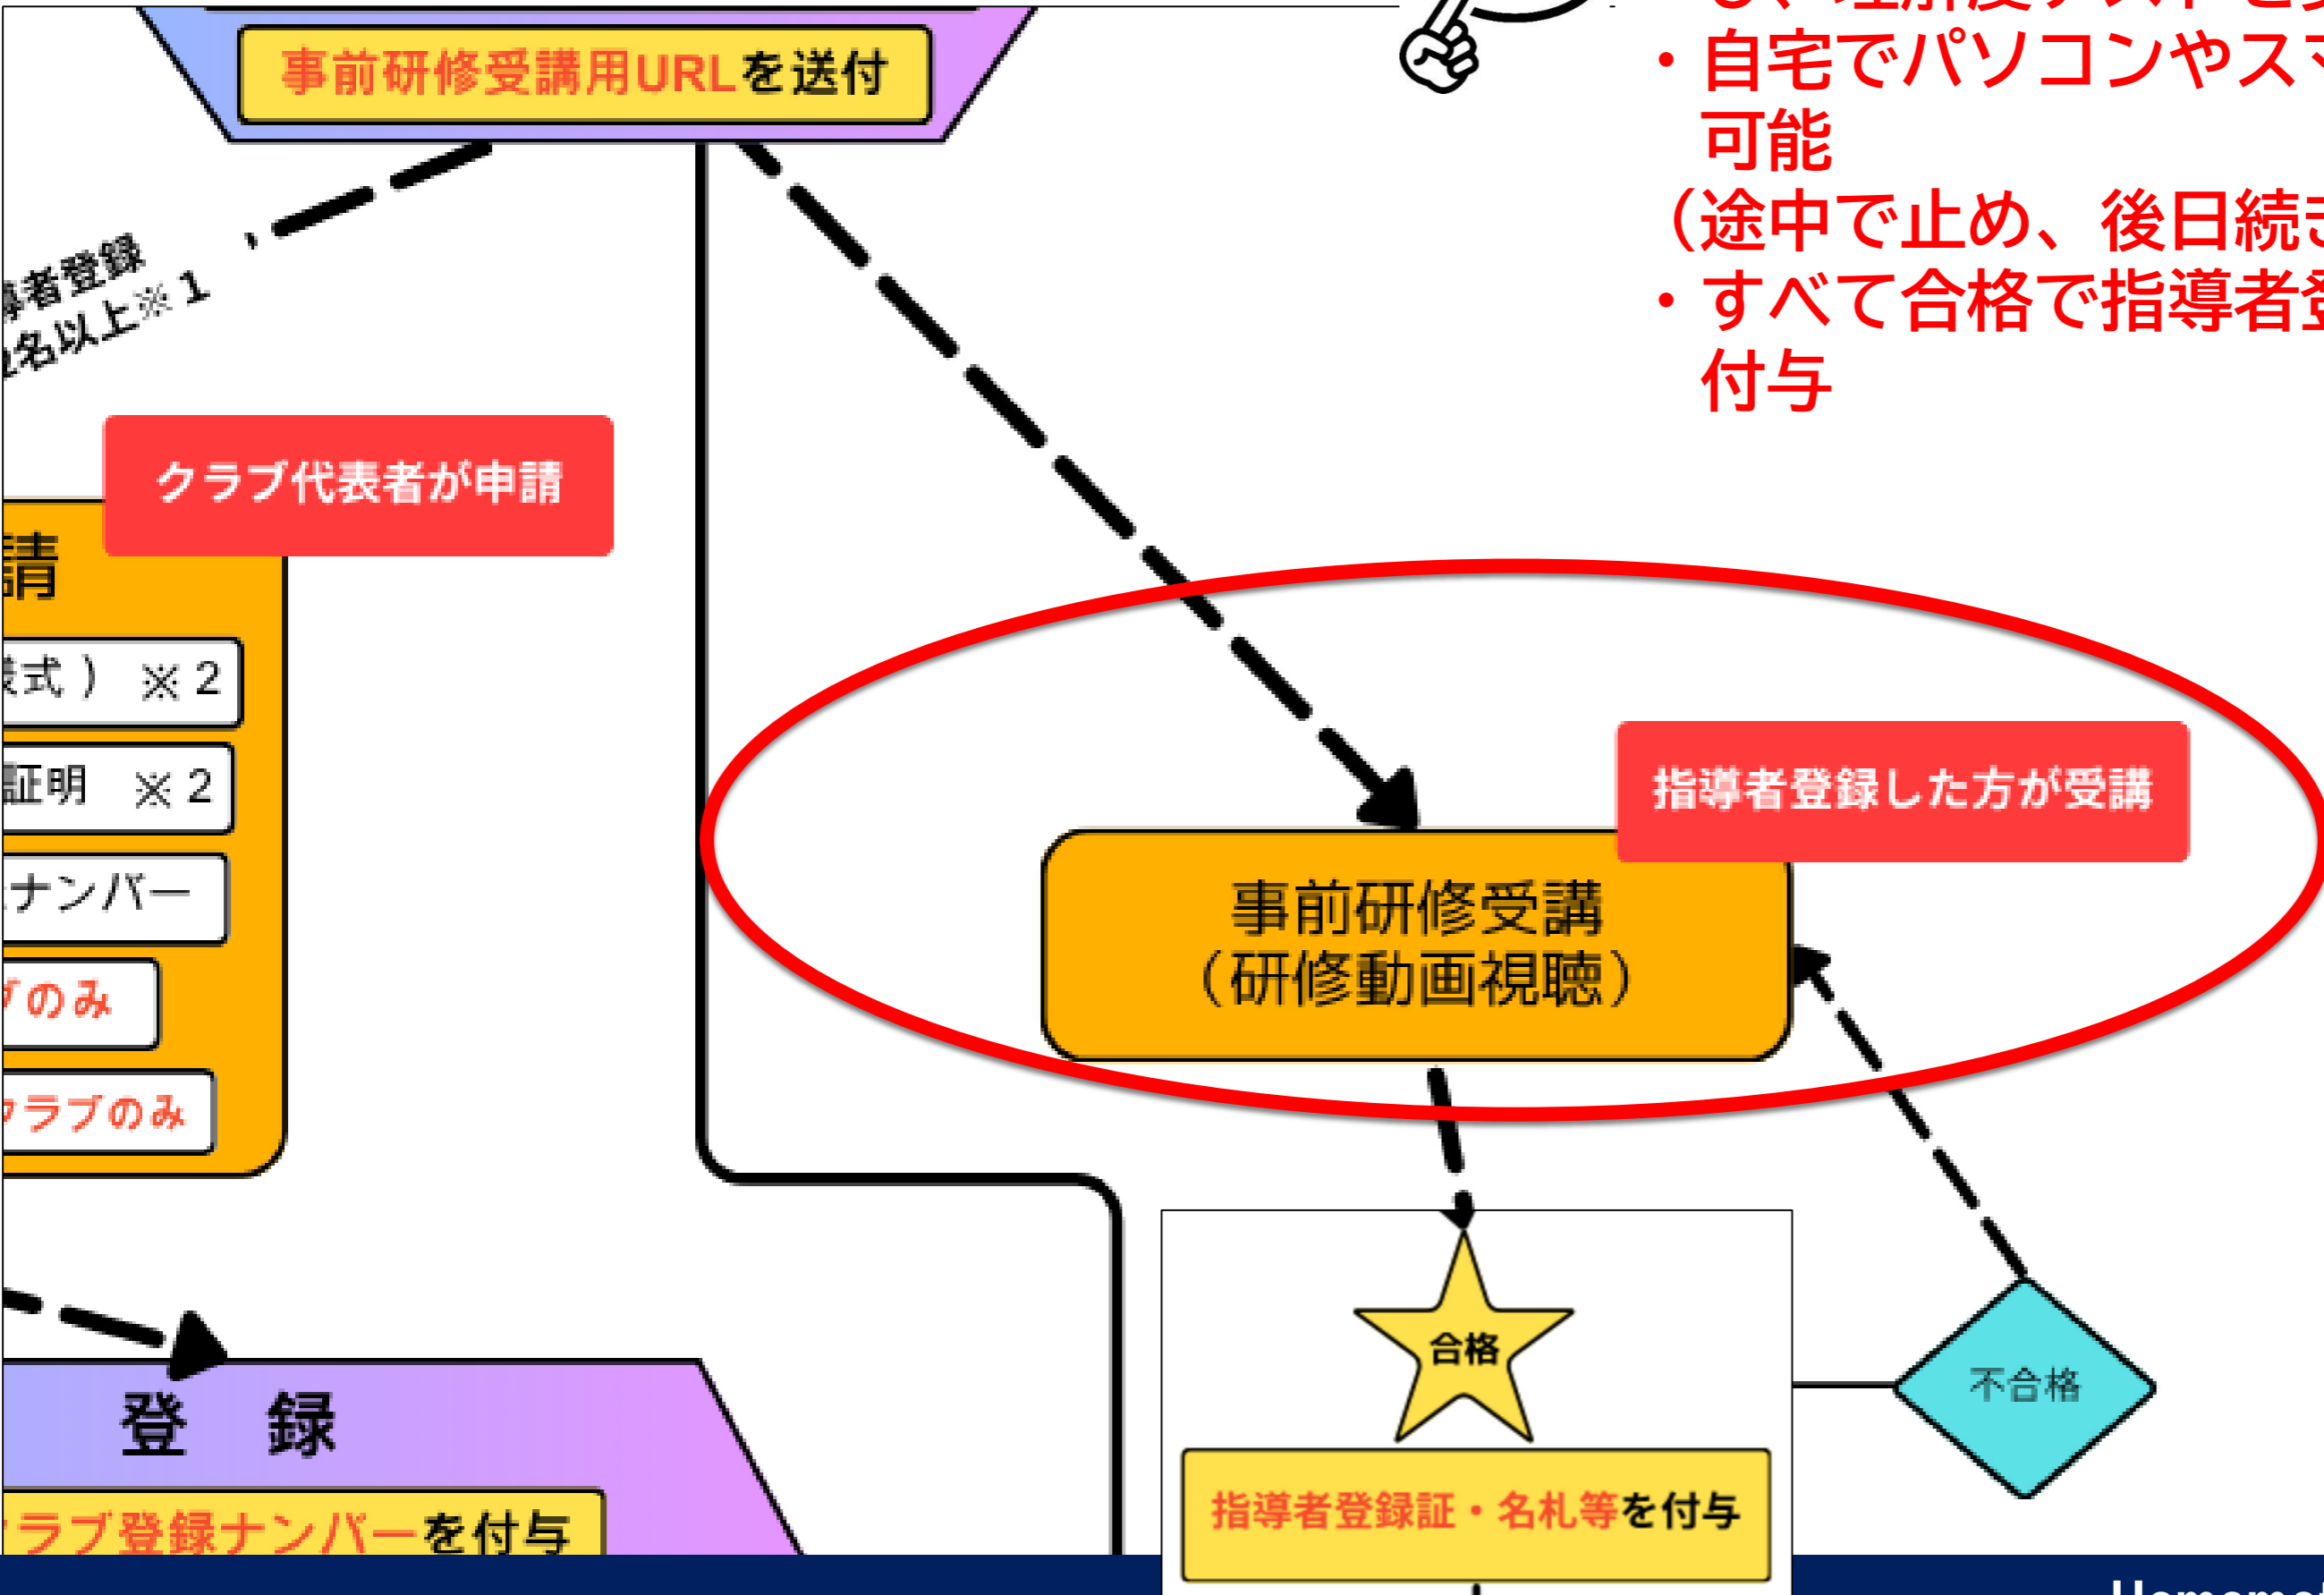 事前研修受講用URLを送付
・自宅でパソコンやスマ
可能
（途中で止め、後日続き
・すべて合格で指導者登
付与
導者登録
名以上※１
クラブ代表者が申請
請
式 ） ※２
証明 ※２
ナンバー
のみ
ラブのみ
指導者登録した方が受講
事前研修受講
（研修動画視聴）
合格
不合格
登 録
指導者登録証・名札等を付与
ラブ登録ナンバーを付与